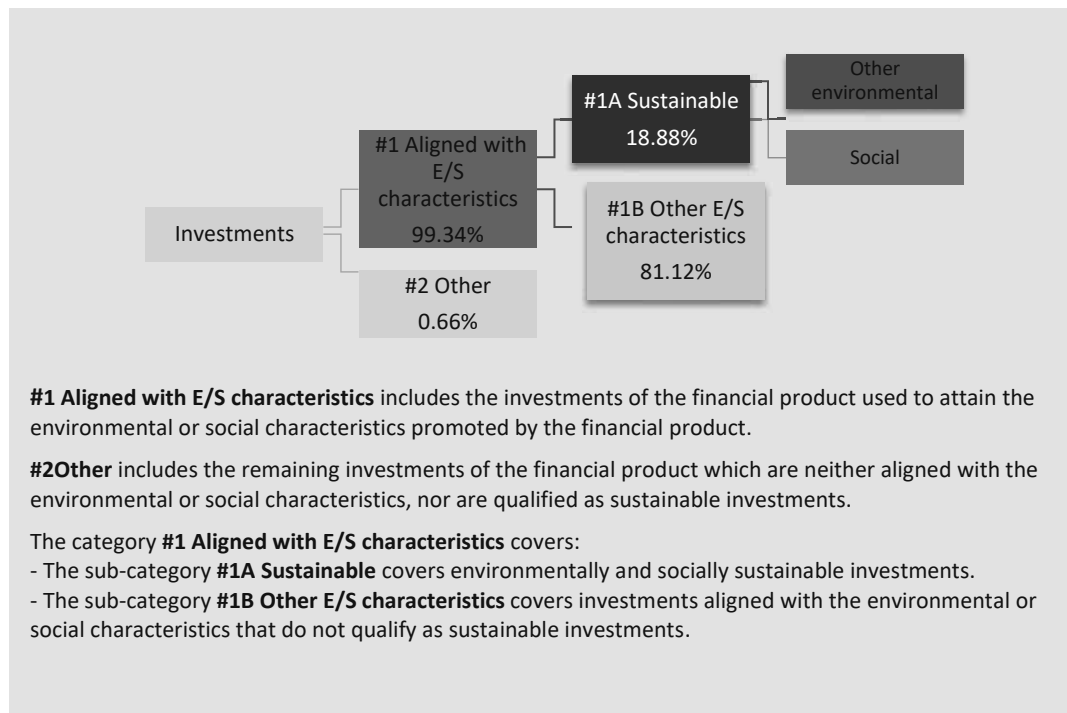 Other
environmental
#1A Sustainable
18.88%
Social
#1 Aligned with
E/S
characteristics
99.34%
#1B Other E/S
characteristics
81.12%
Investments
#2 Other
0.66%
#1 Aligned with E/S characteristics includes the investments of the financial product used to attain the
environmental or social characteristics promoted by the financial product.
#2Other includes the remaining investments of the financial product which are neither aligned with the
environmental or social characteristics, nor are qualified as sustainable investments.
The category #1 Aligned with E/S characteristics covers:
- The sub-category #1A Sustainable covers environmentally and socially sustainable investments.
- The sub-category #1B Other E/S characteristics covers investments aligned with the environmental or
social characteristics that do not qualify as sustainable investments.